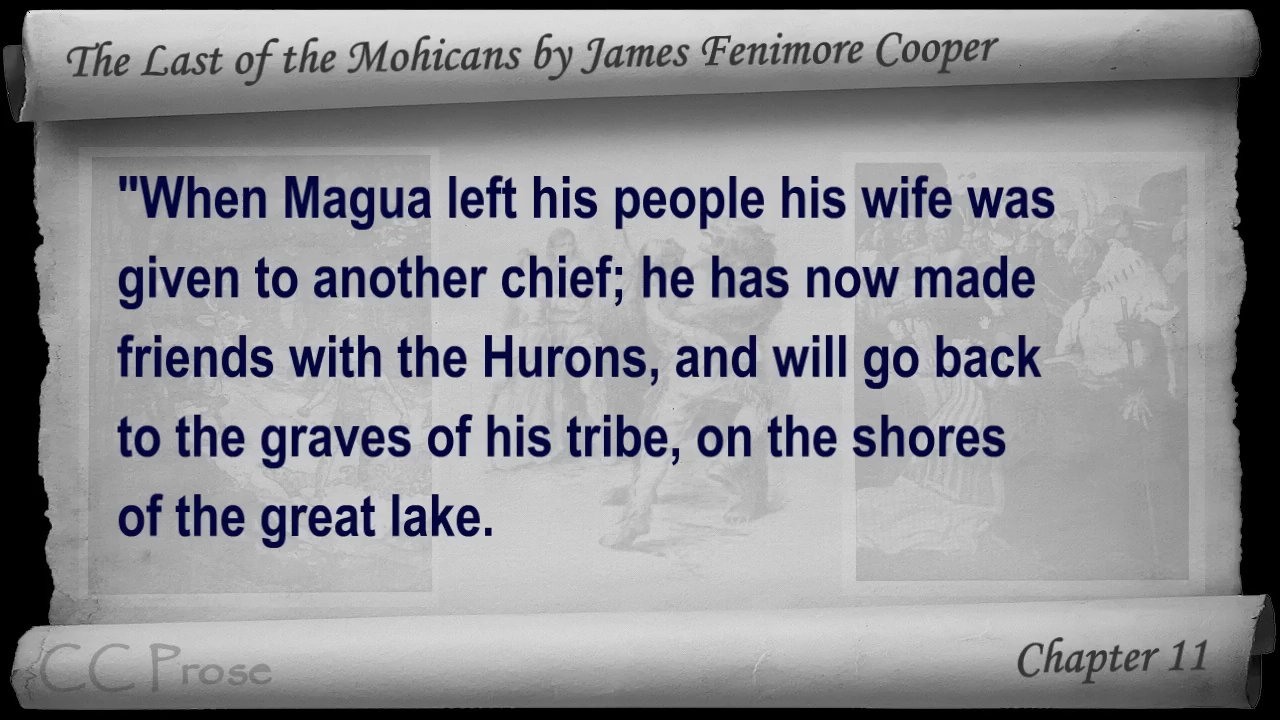 The Last of the Mohicans by James Fenimore Cooper
"When Magua left his people his wife was
given to another chief; he has now made
friends with the Hurons, and will go back
to the graves of his tribe, on the shores
of the great lake.
CC Prose
Chapter 11